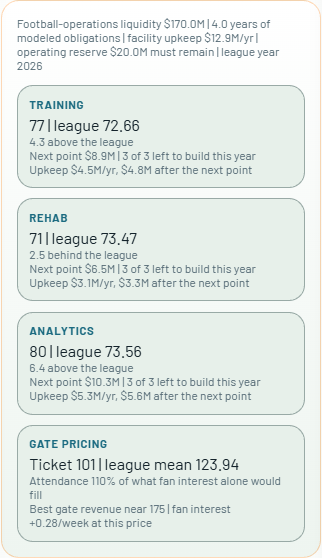 Football-operations liquidity $170.0M | 4.0 years of
modeled obligations | facility upkeep $12.9M/yr |
operating reserve $20.0M must remain | league year
2026
TRAINING
77 | league 72.66
4.3 above the league
Next point $8.9M | 3 of 3 left to build this year
Upkeep $4.5M/yr, $4.8M after the next point
REHAB
71 | league 73.47
2.5 behind the league
Next point $6.5M | 3 of 3 left to build this year
Upkeep $3.1M/yr, $3.3M after the next point
ANALYTICS
80 | league 73.56
6.4 above the league
Next point $10.3M | 3 of 3 left to build this year
Upkeep $5.3M/yr, $5.6M after the next point
GATE PRICING
Ticket 101 | league mean 123.94
Attendance 110% of what fan interest alone would
fill
Best gate revenue near 175 | fan interest
+0.28/week at this price